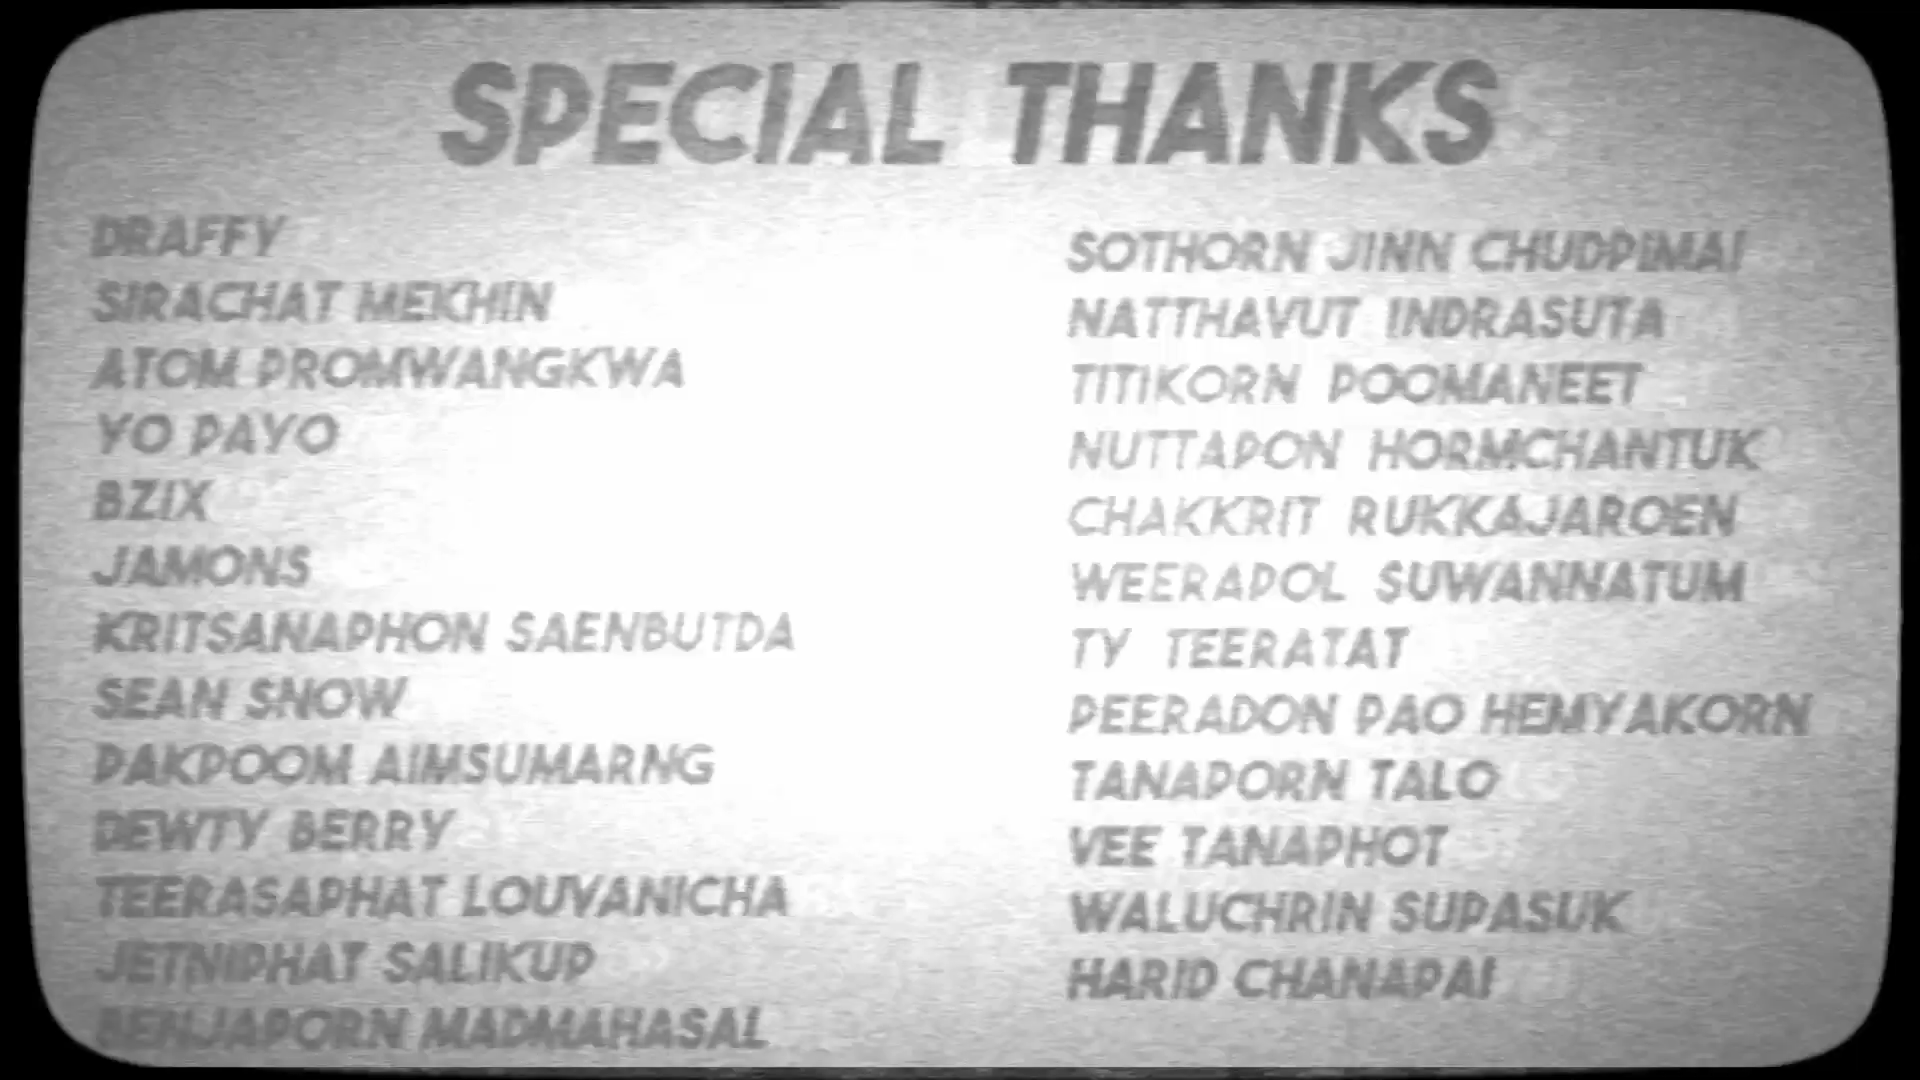 SPECIAL THANKS
DRAFFY
SIRACHAT MEKHIN
ATOM PROMWANGKWA
YO PAYO
BZIX
JAMONS
KRITSANAPHON SAENBUTDA
SEAN SNOW
PAKPOOM AIMSUMARNG
DEWTY BERRY
TEERASAPHAT LOUVANICHA
JETNIPHAT SALIKUP
BENJAPORN MADMAHASAL
SOTHORN JINN CHUDPIMAI
NATTHAVUT INDRASUTA
TITIKORN POOMANEET
NUTTAPON HORMCHANTUK
CHAKKRIT RUKKAJAROEN
WEERAPOL SUWANNATUM
TY TEERATAT
PEERADON PAO HEMYAKORN
TANAPORN TALO
VEE TANAPHOT
WALUCHRIN SUPASUK
HARID CHANAPAI